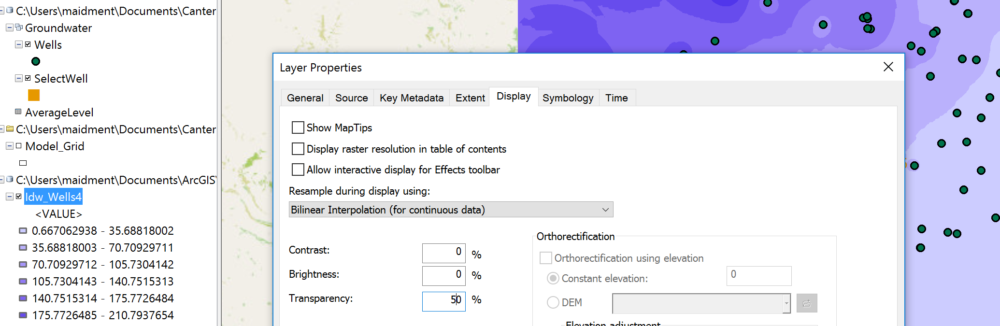 C:\Users\maidment\Documents\Canter
Groundwater
Wells
SelectWell
AverageLevel
C:\Users\maidment\Documents\Canter
Model_Grid
C:\Users\maidment\Documents\ArcGIS\
Idw_Wells4
<VALUE>
0.667062938 - 35.68818002
35.68818003 - 70.70929711
70.70929712 - 105.7304142
105.7304143 - 140.7515313
140.7515314 - 175.7726484
175.7726485 - 210.7937654
Layer Properties
General Source Key Metadata Extent Display Symbology Time
Show MapTips
Display raster resolution in table of contents
Allow interactive display for Effects toolbar
Resample during display using:
Bilinear Interpolation (for continuous data)
Contrast: 0 %
Brightness: 0 %
Transparency: 50 %
Orthorectification
Orthorectification using elevation
Constant elevation: 0
DEM
Elevation adjustment